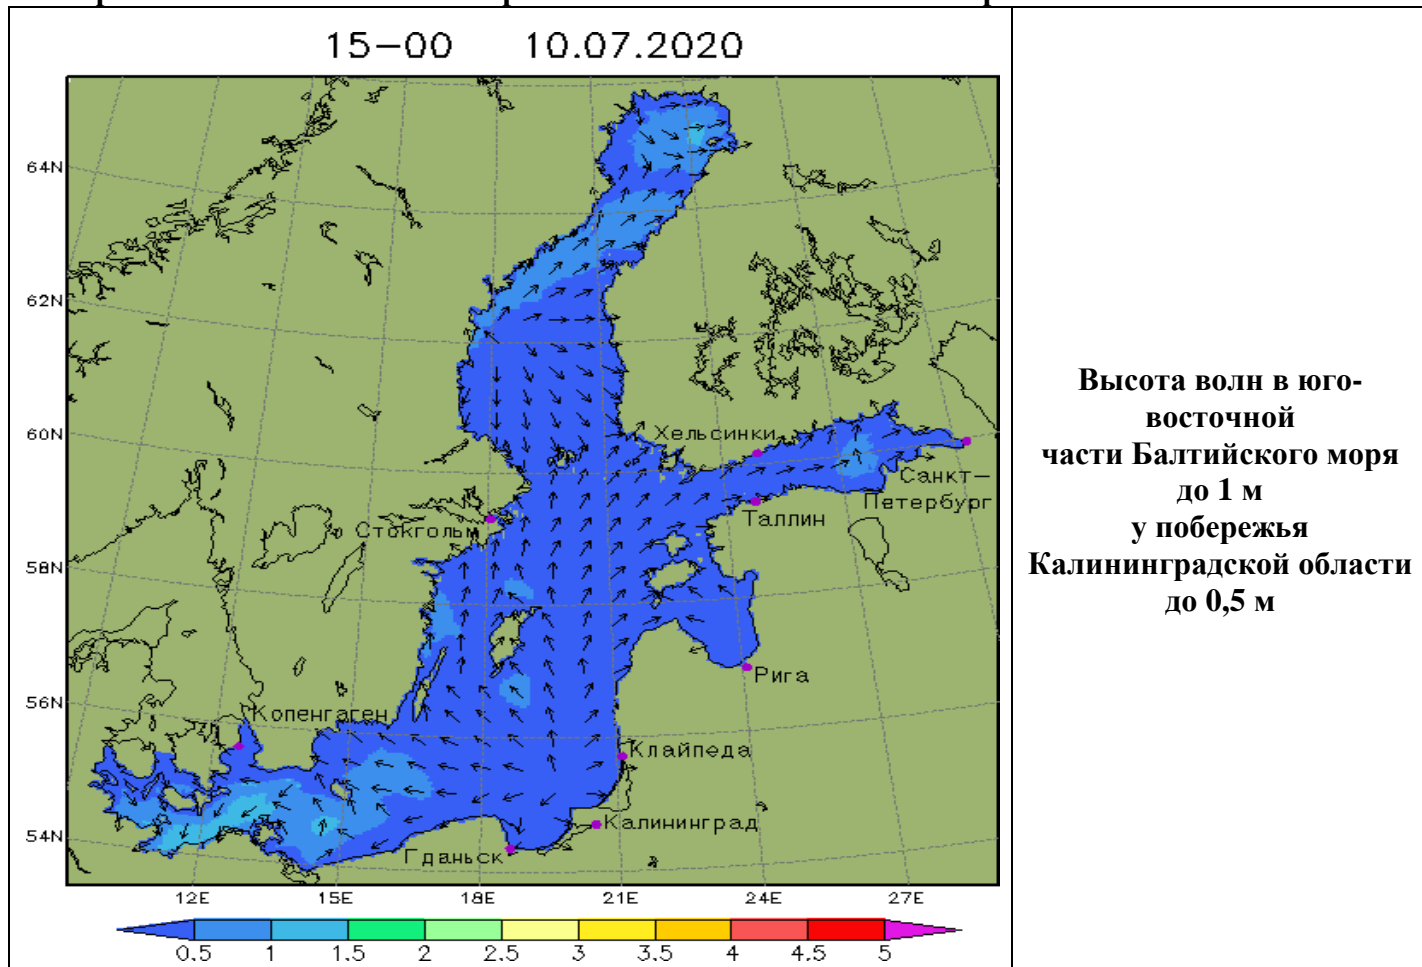 15-00 10.07.2020
64N
62N
60N
58N
56N
54N
Хельсинки
Санкт-
Петербург
Таллин
Стокгольм
Рига
Копенгаген
Клайпеда
Калининград
Гданьск
12E 15E 18E 21E 24E 27E
0.5 1 1.5 2 2.5 3 3.5 4 4.5 5
Высота волн в юго-
восточной
части Балтийского моря
до 1 м
у побережья
Калининградской области
до 0,5 м